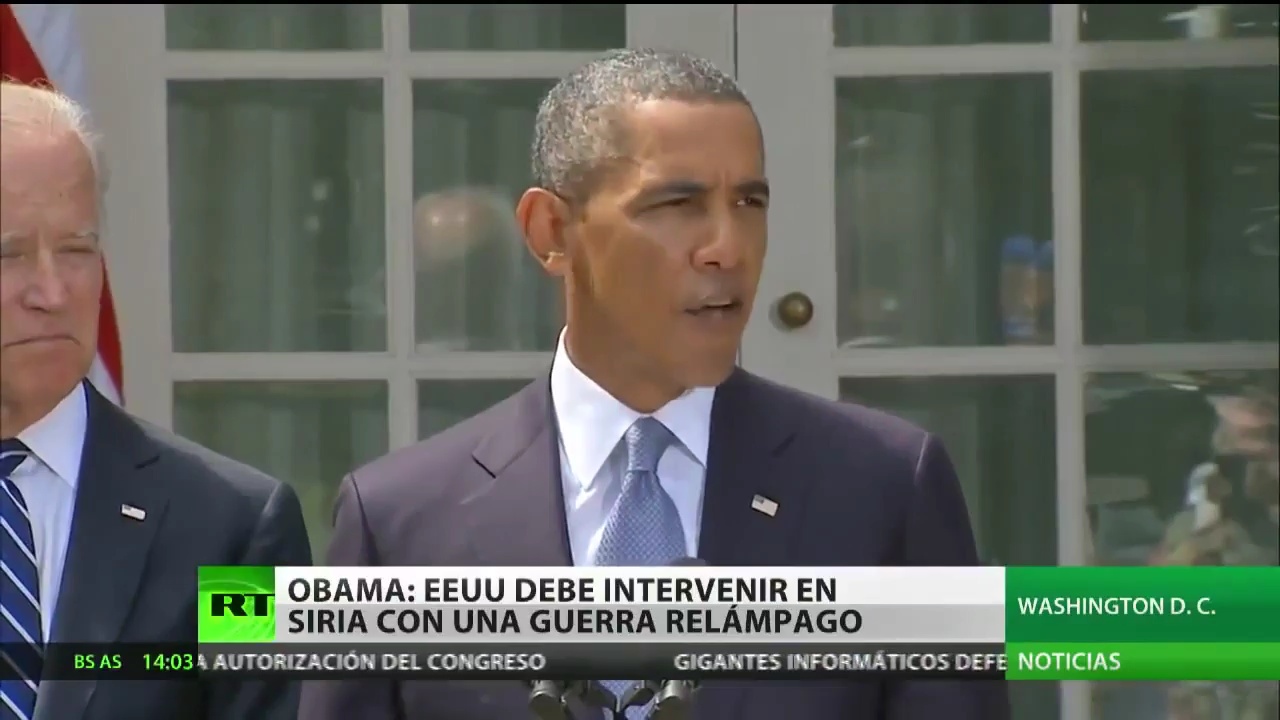 RT
OBAMA: EEUU DEBE INTERVENIR EN
SIRIA CON UNA GUERRA RELÁMPAGO
WASHINGTON D. C.
BS AS 14:03
A AUTORIZACIÓN DEL CONGRESO
GIGANTES INFORMÁTICOS DEFE
NOTICIAS